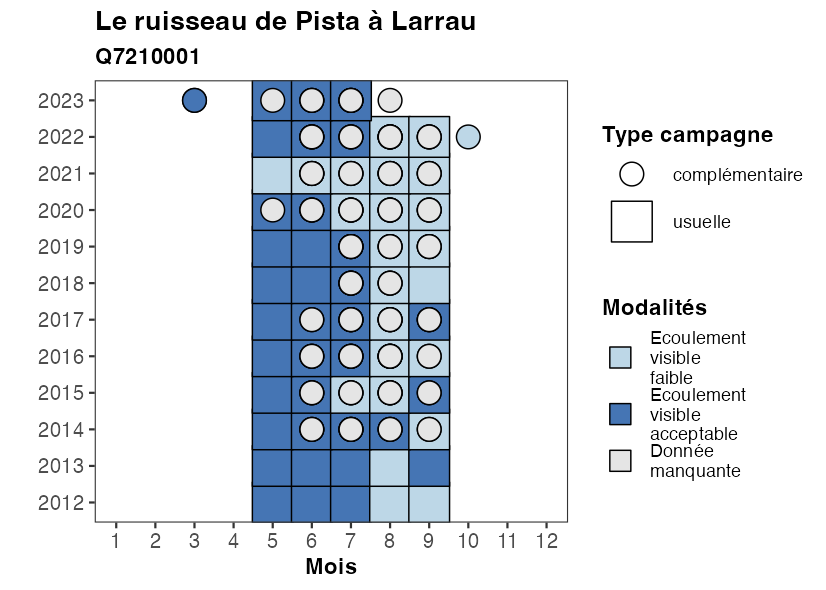 Le ruisseau de Pista à Larrau
Q7210001
2023
2022
2021
2020
2019
2018
2017
2016
2015
2014
2013
2012
1 2 3 4 5 6 7 8 9 10 11 12
Mois
Type campagne
complémentaire
usuelle
Modalités
Ecoulement
visible
faible
Ecoulement
visible
acceptable
Donnée
manquante